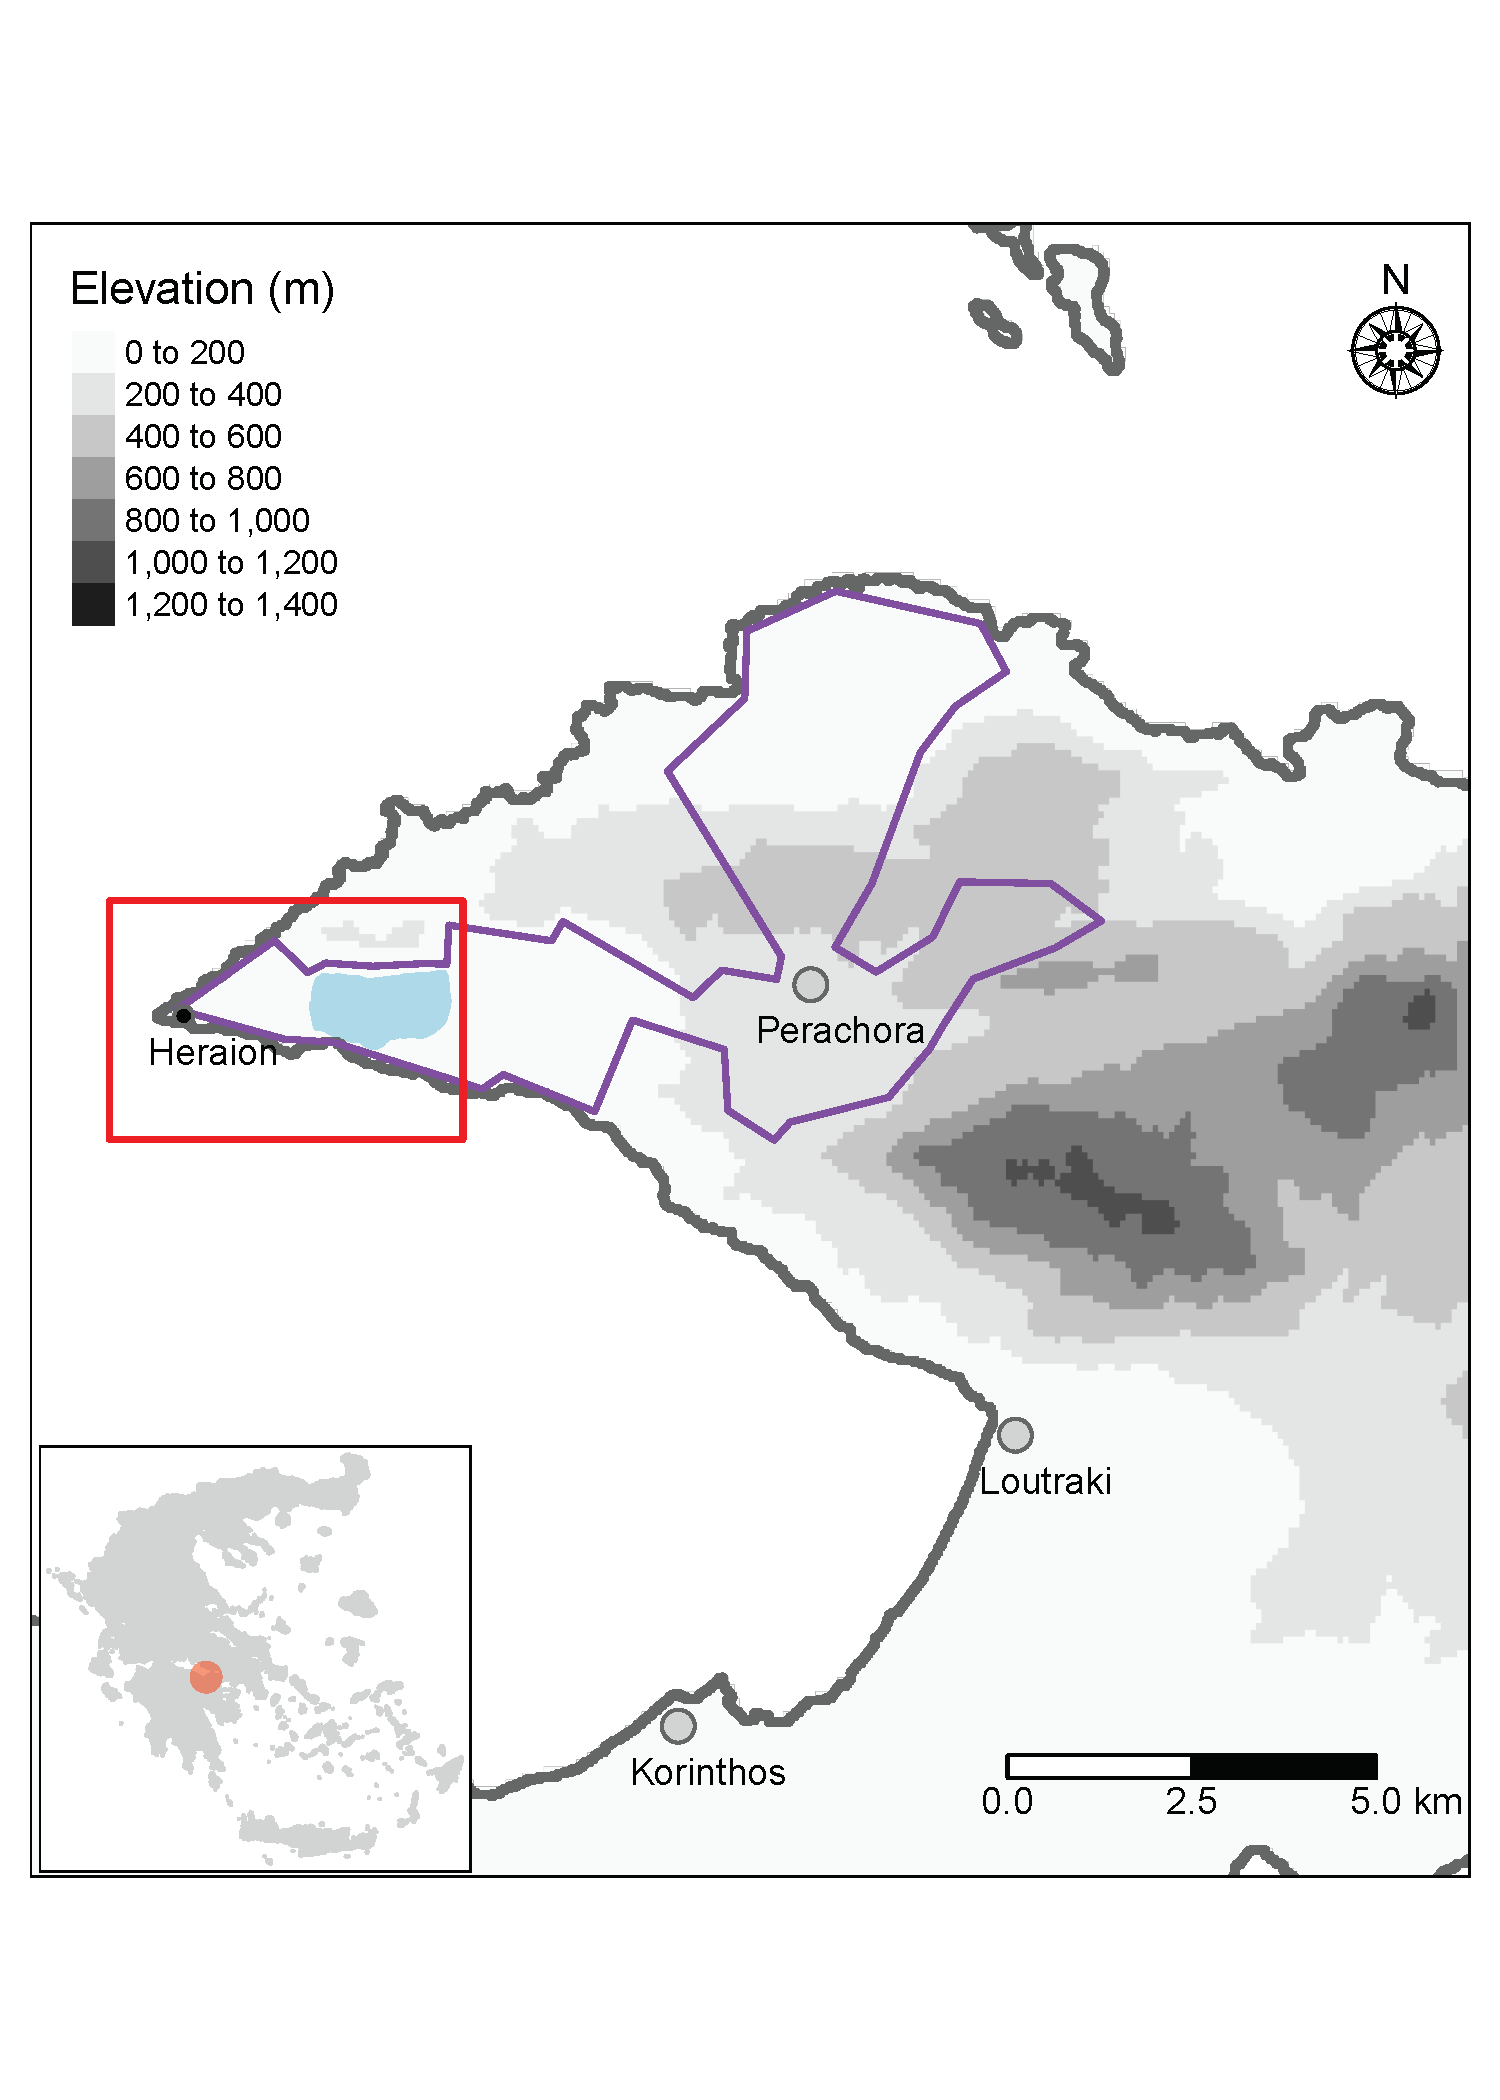 Elevation (m)
0 to 200
200 to 400
400 to 600
600 to 800
800 to 1,000
1,000 to 1,200
1,200 to 1,400
N
Perachora
Heraion
Loutraki
Korinthos
0.0 2.5 5.0 km